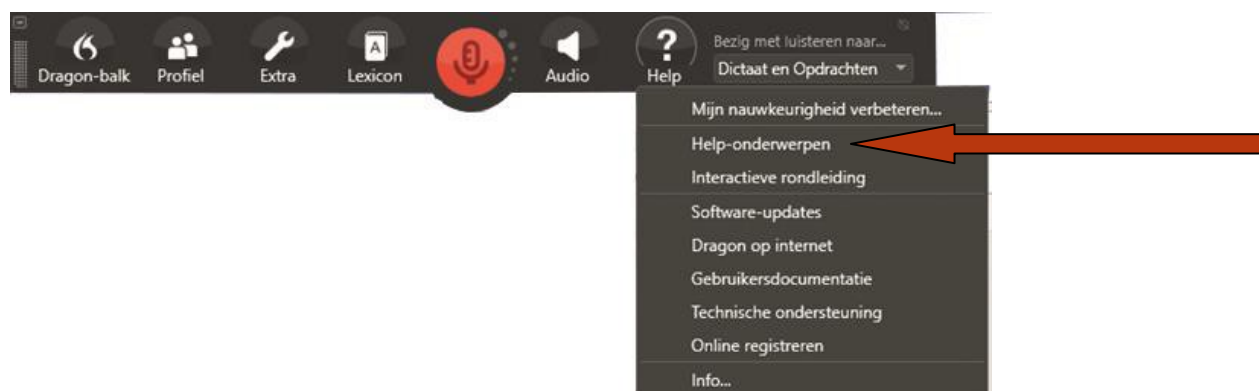 Dragon-balk
Profiel
Extra
A
Lexicon
Audio
?
Help
Bezig met luisteren naar...
Dictaat en Opdrachten
Mijn nauwkeurigheid verbeteren...
Help-onderwerpen
Interactieve rondleiding
Software-updates
Dragon op internet
Gebruikersdocumentatie
Technische ondersteuning
Online registreren
Info...